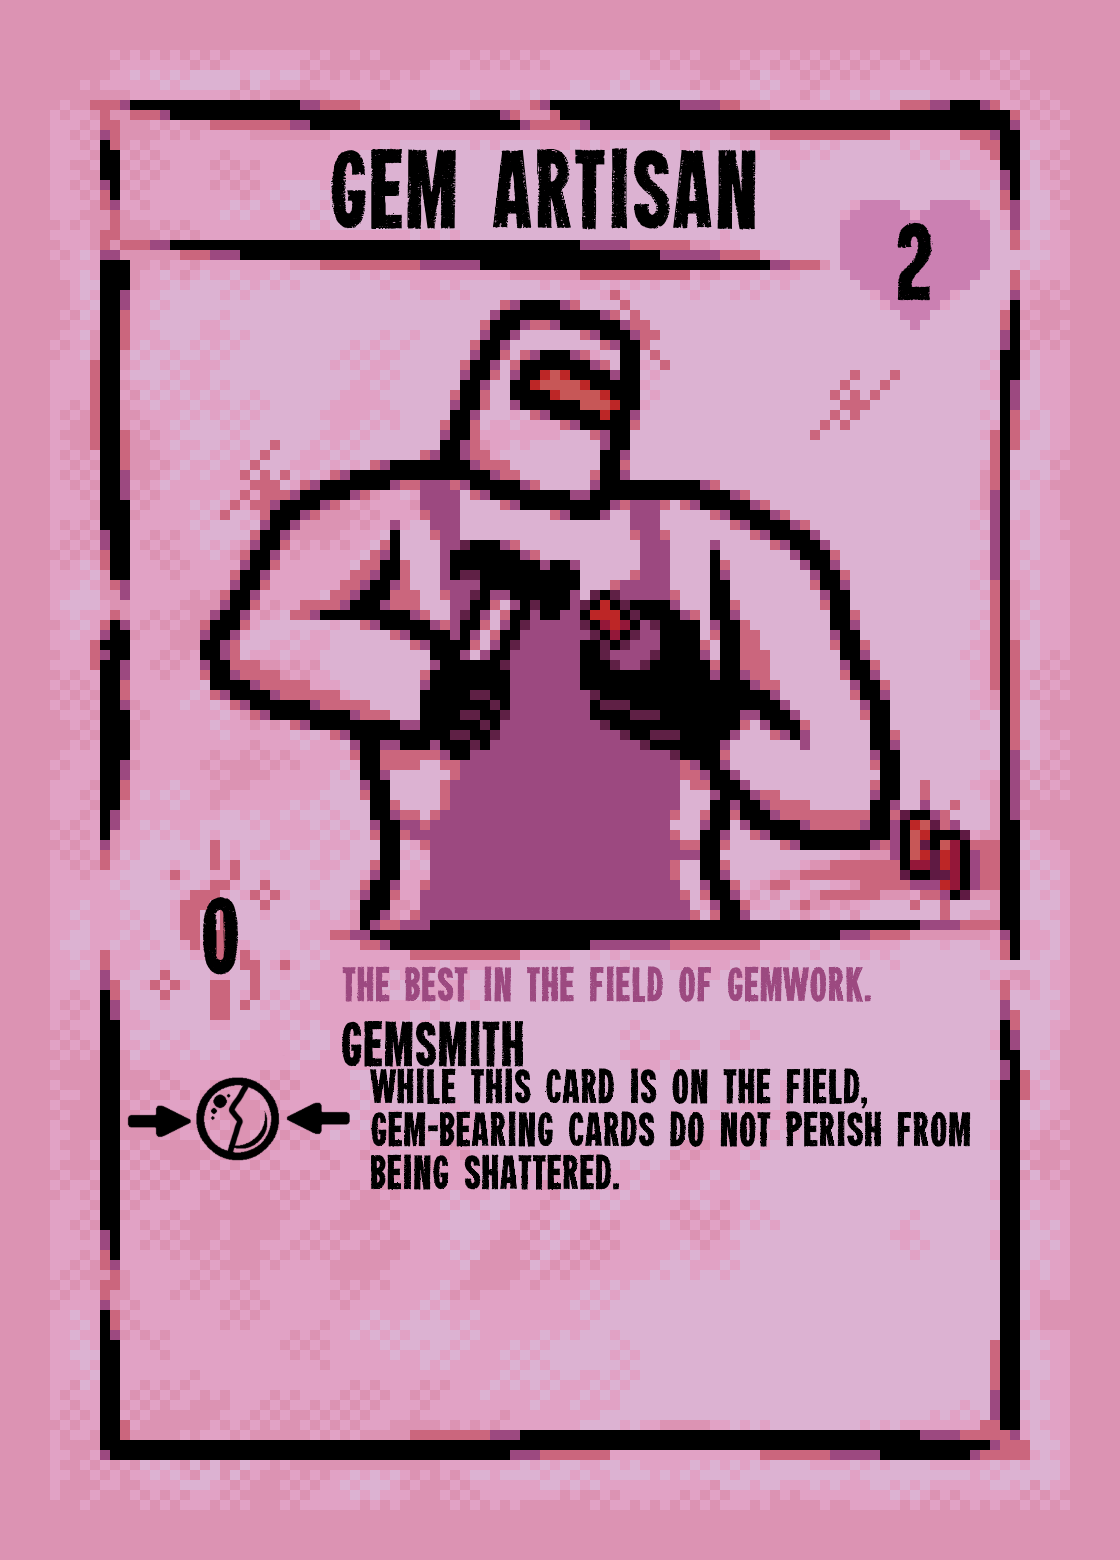 GEM ARTISAN
2
0
THE BEST IN THE FIELD OF GEMWORK.
GEMSMITH
WHILE THIS CARD IS ON THE FIELD,
GEM-BEARING CARDS DO NOT PERISH FROM
BEING SHATTERED.